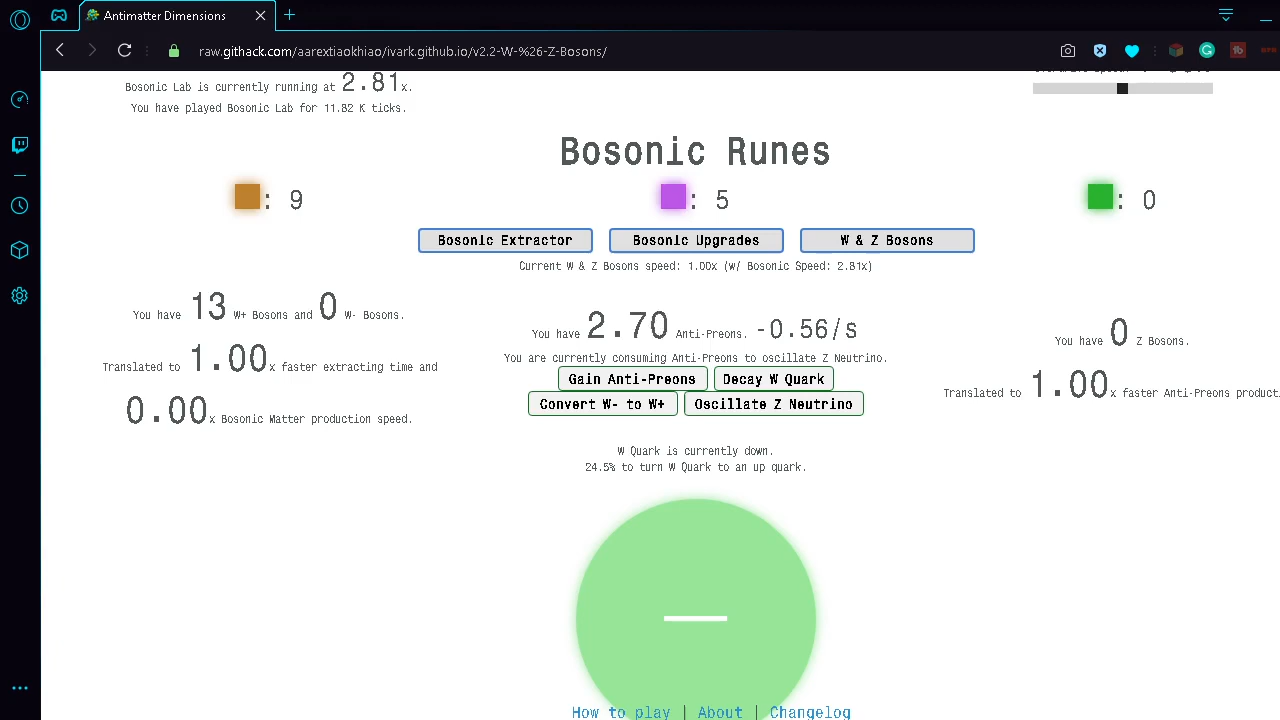 Antimatter Dimensions
raw.githack.com/aarextiaokhiao/ivark.github.io/v2.2-W-%26-Z-Bosons/
Bosonic Lab is currently running at 2.81x.
You have played Bosonic Lab for 11.82 K ticks.
Bosonic Runes
: 9
: 5
: 0
Bosonic Extractor
Bosonic Upgrades
W & Z Bosons
Current W & Z Bosons speed: 1.00x (w/ Bosonic Speed: 2.81x)
You have 13 W+ Bosons and 0 W- Bosons.
Translated to 1.00x faster extracting time and
0.00x Bosonic Watter production speed.
You have 2.70 Anti-Preons. -0.56/s
You are currently consuming Anti-Preons to oscillate Z Neutrino.
Gain Anti-Preons
Decay W Quark
Convert W- to W+
Oscillate Z Neutrino
You have 0 Z Bosons.
Translated to 1.00x faster Anti-Preons product
W Quark is currently down.
24.5% to turn W Quark to an up quark.
How to play | About | Changelog